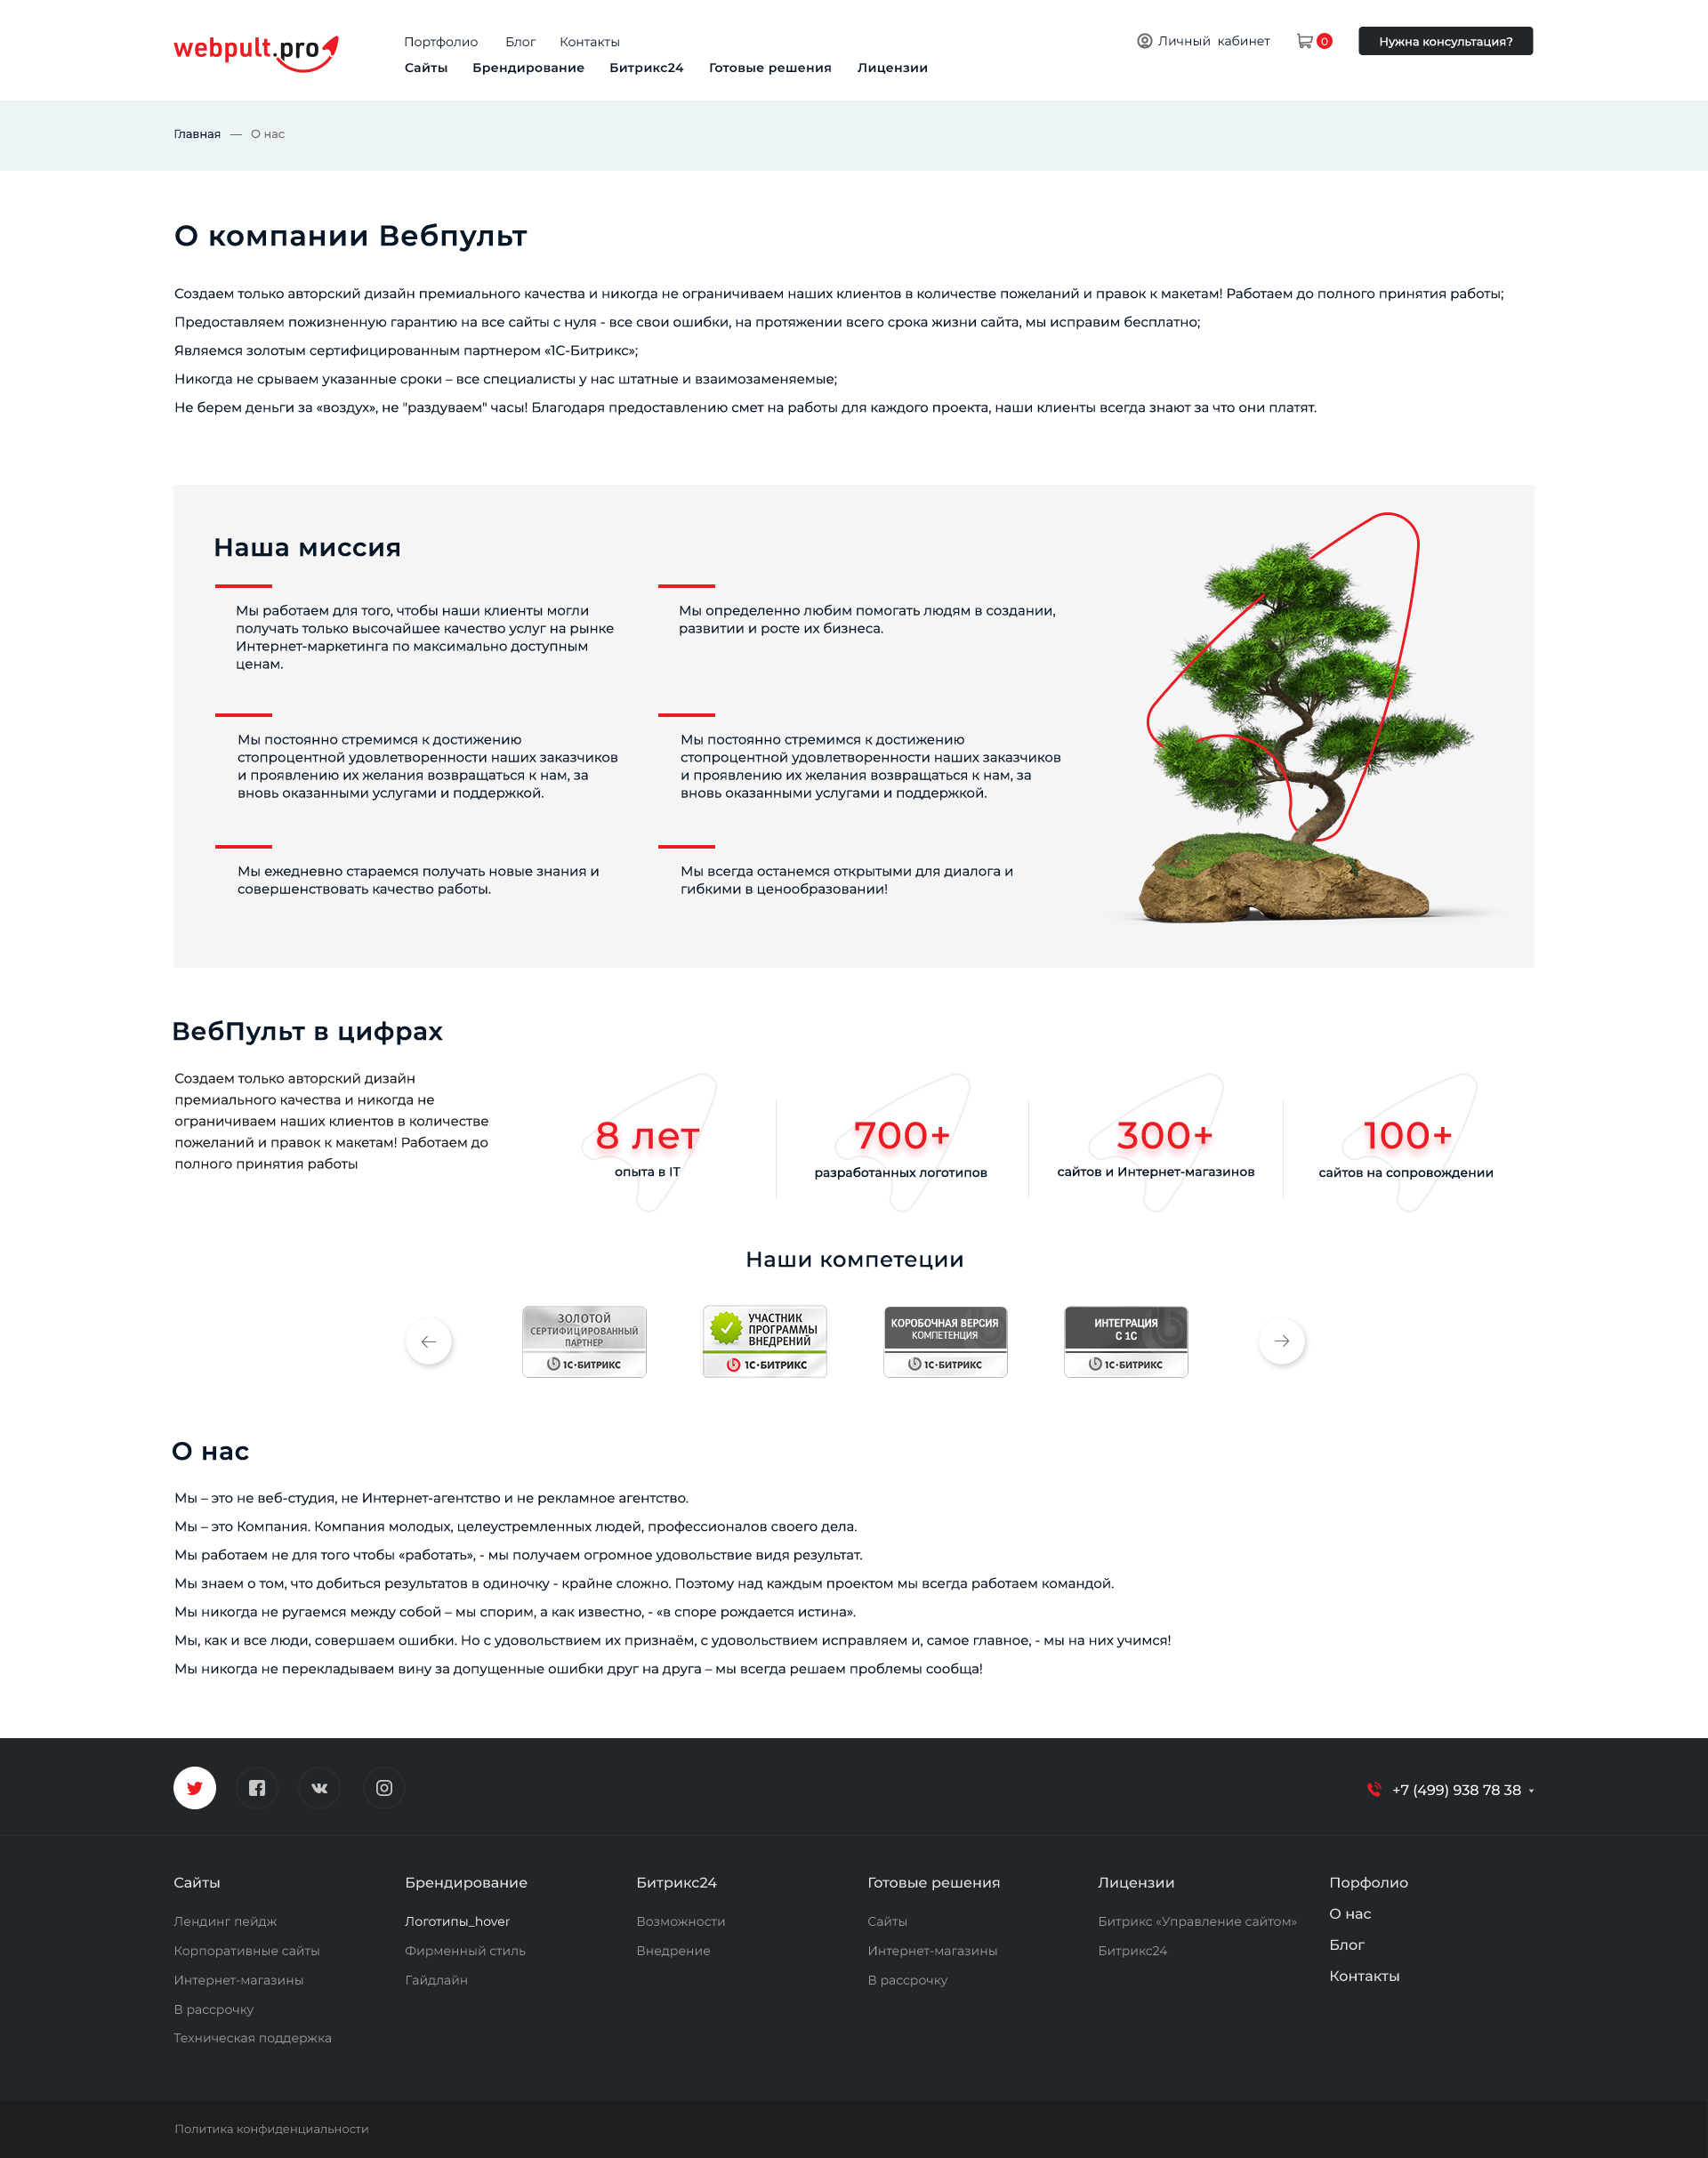 webpult.pro
Портфолио Блог Контакты
Сайты Брендирование Битрикс24 Готовые решения Лицензии
Личный кабинет 0 Нужна консультация?
Главная — О нас
О компании Вебпульт
Создаем только авторский дизайн премиального качества и никогда не ограничиваем наших клиентов в количестве пожеланий и правок к макетам! Работаем до полного принятия работы;
Предоставляем пожизненную гарантию на все сайты с нуля - все свои ошибки, на протяжении всего срока жизни сайта, мы исправим бесплатно;
Являемся золотым сертифицированным партнером «1С-Битрикс»;
Никогда не срываем указанные сроки – все специалисты у нас штатные и взаимозаменяемые;
Не берем деньги за «воздух», не "раздуваем" часы! Благодаря предоставлению смет на работы для каждого проекта, наши клиенты всегда знают за что они платят.
Наша миссия
Мы работаем для того, чтобы наши клиенты могли
получать только высочайшее качество услуг на рынке
Интернет-маркетинга по максимально доступным
ценам.
Мы определенно любим помогать людям в создании,
развитии и росте их бизнеса.
Мы постоянно стремимся к достижению
стопроцентной удовлетворенности наших заказчиков
и проявлению их желания возвращаться к нам, за
вновь оказанными услугами и поддержкой.
Мы постоянно стремимся к достижению
стопроцентной удовлетворенности наших заказчиков
и проявлению их желания возвращаться к нам, за
вновь оказанными услугами и поддержкой.
Мы ежедневно стараемся получать новые знания и
совершенствовать качество работы.
Мы всегда останемся открытыми для диалога и
гибкими в ценообразовании!
ВебПульт в цифрах
Создаем только авторский дизайн
премиального качества и никогда не
ограничиваем наших клиентов в количестве
пожеланий и правок к макетам! Работаем до
полного принятия работы
8 лет
опыта в IT
700+
разработанных логотипов
300+
сайтов и Интернет-магазинов
100+
сайтов на сопровождении
Наши компетеции
ЗОЛОТОЙ
СЕРТИФИЦИРОВАННЫЙ
ПАРТНЕР
1С·БИТРИКС
УЧАСТНИК
ПРОГРАММЫ
ВНЕДРЕНИЙ
1С·БИТРИКС
КОРОБОЧНАЯ ВЕРСИЯ
КОМПЕТЕНЦИЯ
1С·БИТРИКС
ИНТЕГРАЦИЯ
С 1С
1С·БИТРИКС
О нас
Мы – это не веб-студия, не Интернет-агентство и не рекламное агентство.
Мы – это Компания. Компания молодых, целеустремленных людей, профессионалов своего дела.
Мы работаем не для того чтобы «работать», - мы получаем огромное удовольствие видя результат.
Мы знаем о том, что добиться результатов в одиночку - крайне сложно. Поэтому над каждым проектом мы всегда работаем командой.
Мы никогда не ругаемся между собой – мы спорим, а как известно, - «в споре рождается истина».
Мы, как и все люди, совершаем ошибки. Но с удовольствием их признаём, с удовольствием исправляем и, самое главное, - мы на них учимся!
Мы никогда не перекладываем вину за допущенные ошибки друг на друга – мы всегда решаем проблемы сообща!
+7 (499) 938 78 38
Сайты
Лендинг пейдж
Корпоративные сайты
Интернет-магазины
В рассрочку
Техническая поддержка
Брендирование
Логотипы_hover
Фирменный стиль
Гайдлайн
Битрикс24
Возможности
Внедрение
Готовые решения
Сайты
Интернет-магазины
В рассрочку
Лицензии
Битрикс «Управление сайтом»
Битрикс24
Порфолио
О нас
Блог
Контакты
Политика конфиденциальности